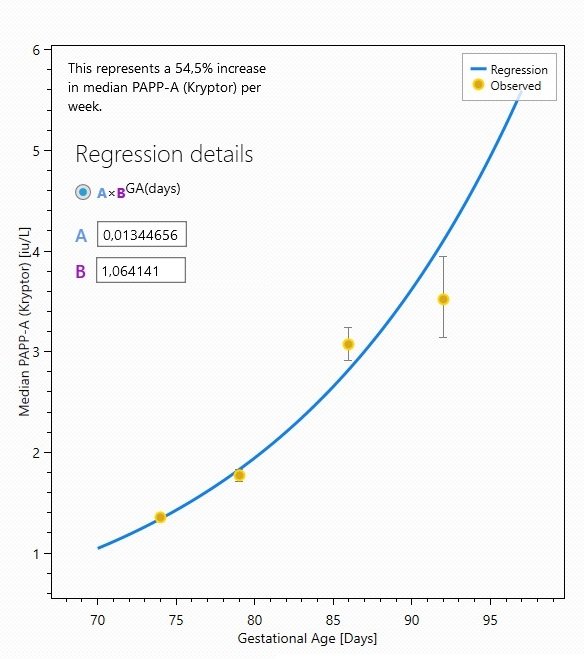 This represents a 54,5% increase
in median PAPP-A (Kryptor) per
week.
Regression
Observed
Regression details
A×B^GA(days)
A 0,01344656
B 1,064141
Median PAPP-A (Kryptor) [iu/L]
6
5
4
3
2
1
70 75 80 85 90 95
Gestational Age [Days]